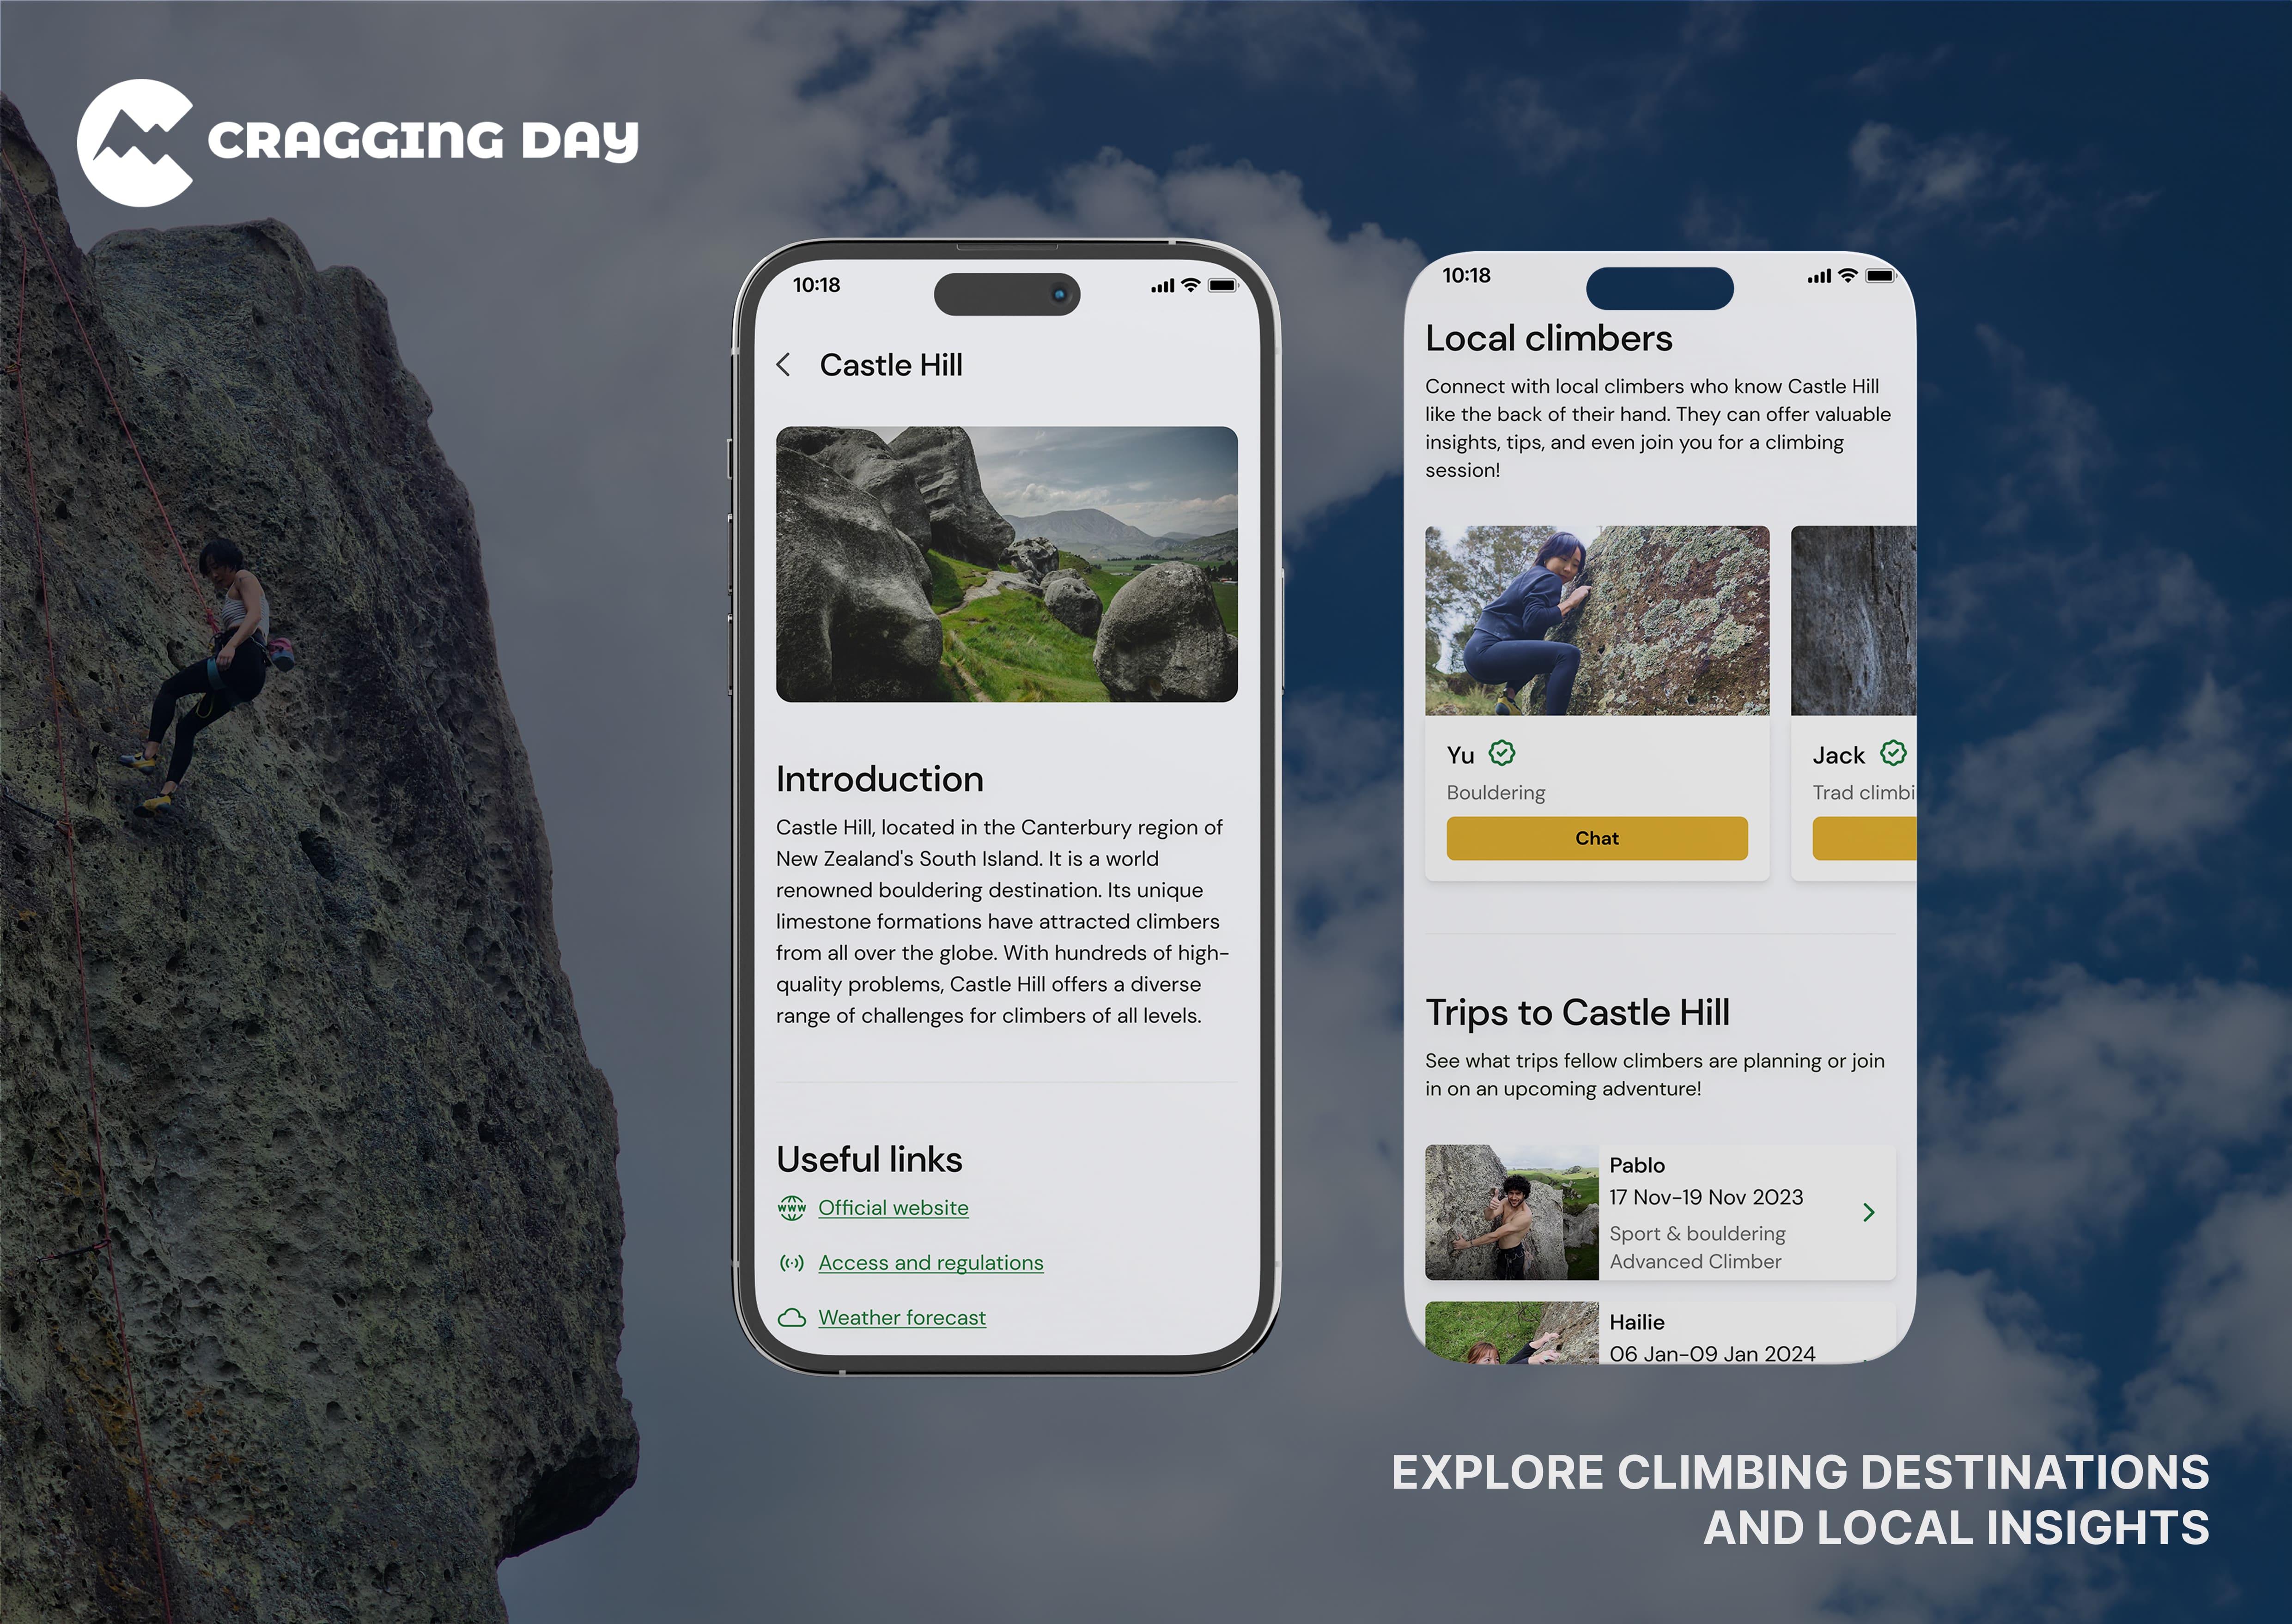 CRAGGING DAY
10:18
Castle Hill
Introduction
Castle Hill, located in the Canterbury region of
New Zealand's South Island. It is a world
renowned bouldering destination. Its unique
limestone formations have attracted climbers
from all over the globe. With hundreds of high-
quality problems, Castle Hill offers a diverse
range of challenges for climbers of all levels.
Useful links
www Official website
Access and regulations
Weather forecast
10:18
Local climbers
Connect with local climbers who know Castle Hill
like the back of their hand. They can offer valuable
insights, tips, and even join you for a climbing
session!
Yu
Bouldering
Chat
Jack
Trad climbi
Trips to Castle Hill
See what trips fellow climbers are planning or join
in on an upcoming adventure!
Pablo
17 Nov-19 Nov 2023
Sport & bouldering
Advanced Climber
Hailie
06 Jan-09 Jan 2024
EXPLORE CLIMBING DESTINATIONS
AND LOCAL INSIGHTS